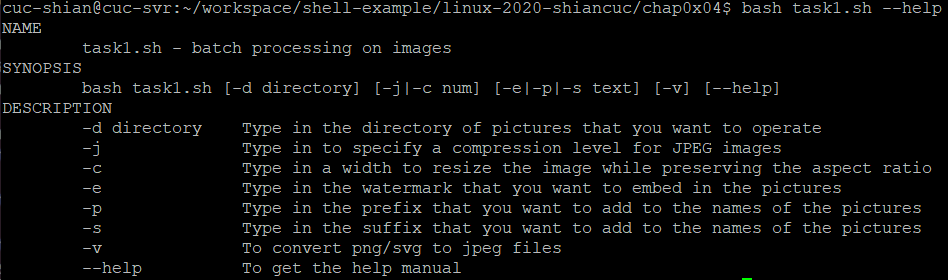 cuc-shian@cuc-svr:~/workspace/shell-example/linux-2020-shiancuc/chap0x04$ bash task1.sh --help
NAME
task1.sh - batch processing on images
SYNOPSIS
bash task1.sh [-d directory] [-j|-c num] [-e|-p|-s text] [-v] [--help]
DESCRIPTION
-d directory    Type in the directory of pictures that you want to operate
-j              Type in to specify a compression level for JPEG images
-c              Type in a width to resize the image while preserving the aspect ratio
-e              Type in the watermark that you want to embed in the pictures
-p              Type in the prefix that you want to add to the names of the pictures
-s              Type in the suffix that you want to add to the names of the pictures
-v              To convert png/svg to jpeg files
--help          To get the help manual